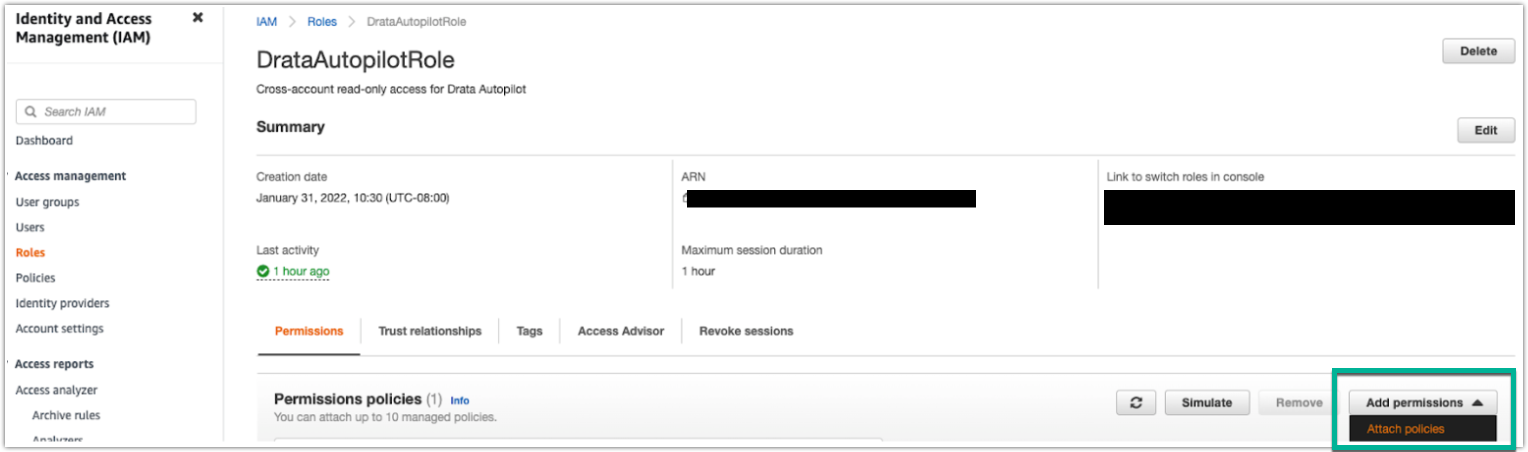 Identity and Access
Management (IAM)
Search IAM
Dashboard
Access management
User groups
Users
Roles
Policies
Identity providers
Account settings
Access reports
Access analyzer
Archive rules
Analyzers
IAM > Roles > DrataAutopilotRole
DrataAutopilotRole
Delete
Cross-account read-only access for Drata Autopilot
Summary
Edit
Creation date
January 31, 2022, 10:30 (UTC-08:00)
ARN
Link to switch roles in console
Last activity
1 hour ago
Maximum session duration
1 hour
Permissions
Trust relationships
Tags
Access Advisor
Revoke sessions
Permissions policies (1) Info
You can attach up to 10 managed policies.
Simulate
Remove
Add permissions
Attach policies